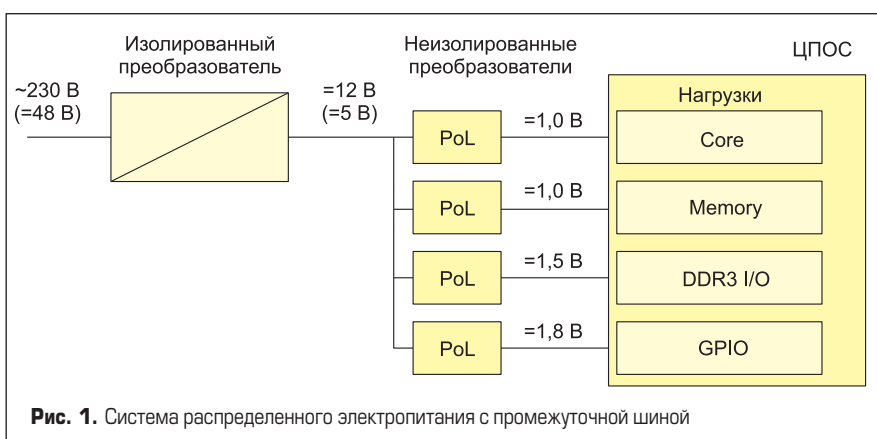 Изолированный
преобразователь
Неизолированные
преобразователи
ЦПОС
~230 В
(=48 В)
=12 В
(=5 В)
Нагрузки
PoL
=1,0 В
Core
PoL
=1,0 В
Memory
PoL
=1,5 В
DDR3 I/O
PoL
=1,8 В
GPIO
Рис. 1. Система распределенного электропитания с промежуточной шиной